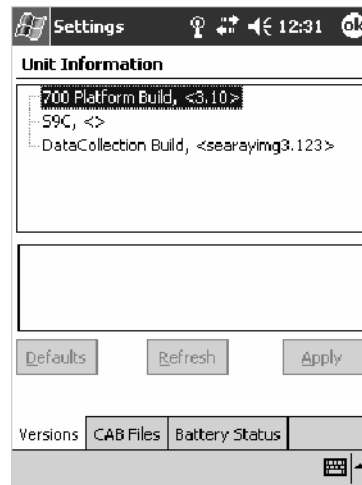 Settings 12:31 ok
Unit Information
700 Platform Build, <3.10>
S9C, <>
DataCollection Build, <searayimg3.123>
Defaults Refresh Apply
Versions CAB Files Battery Status